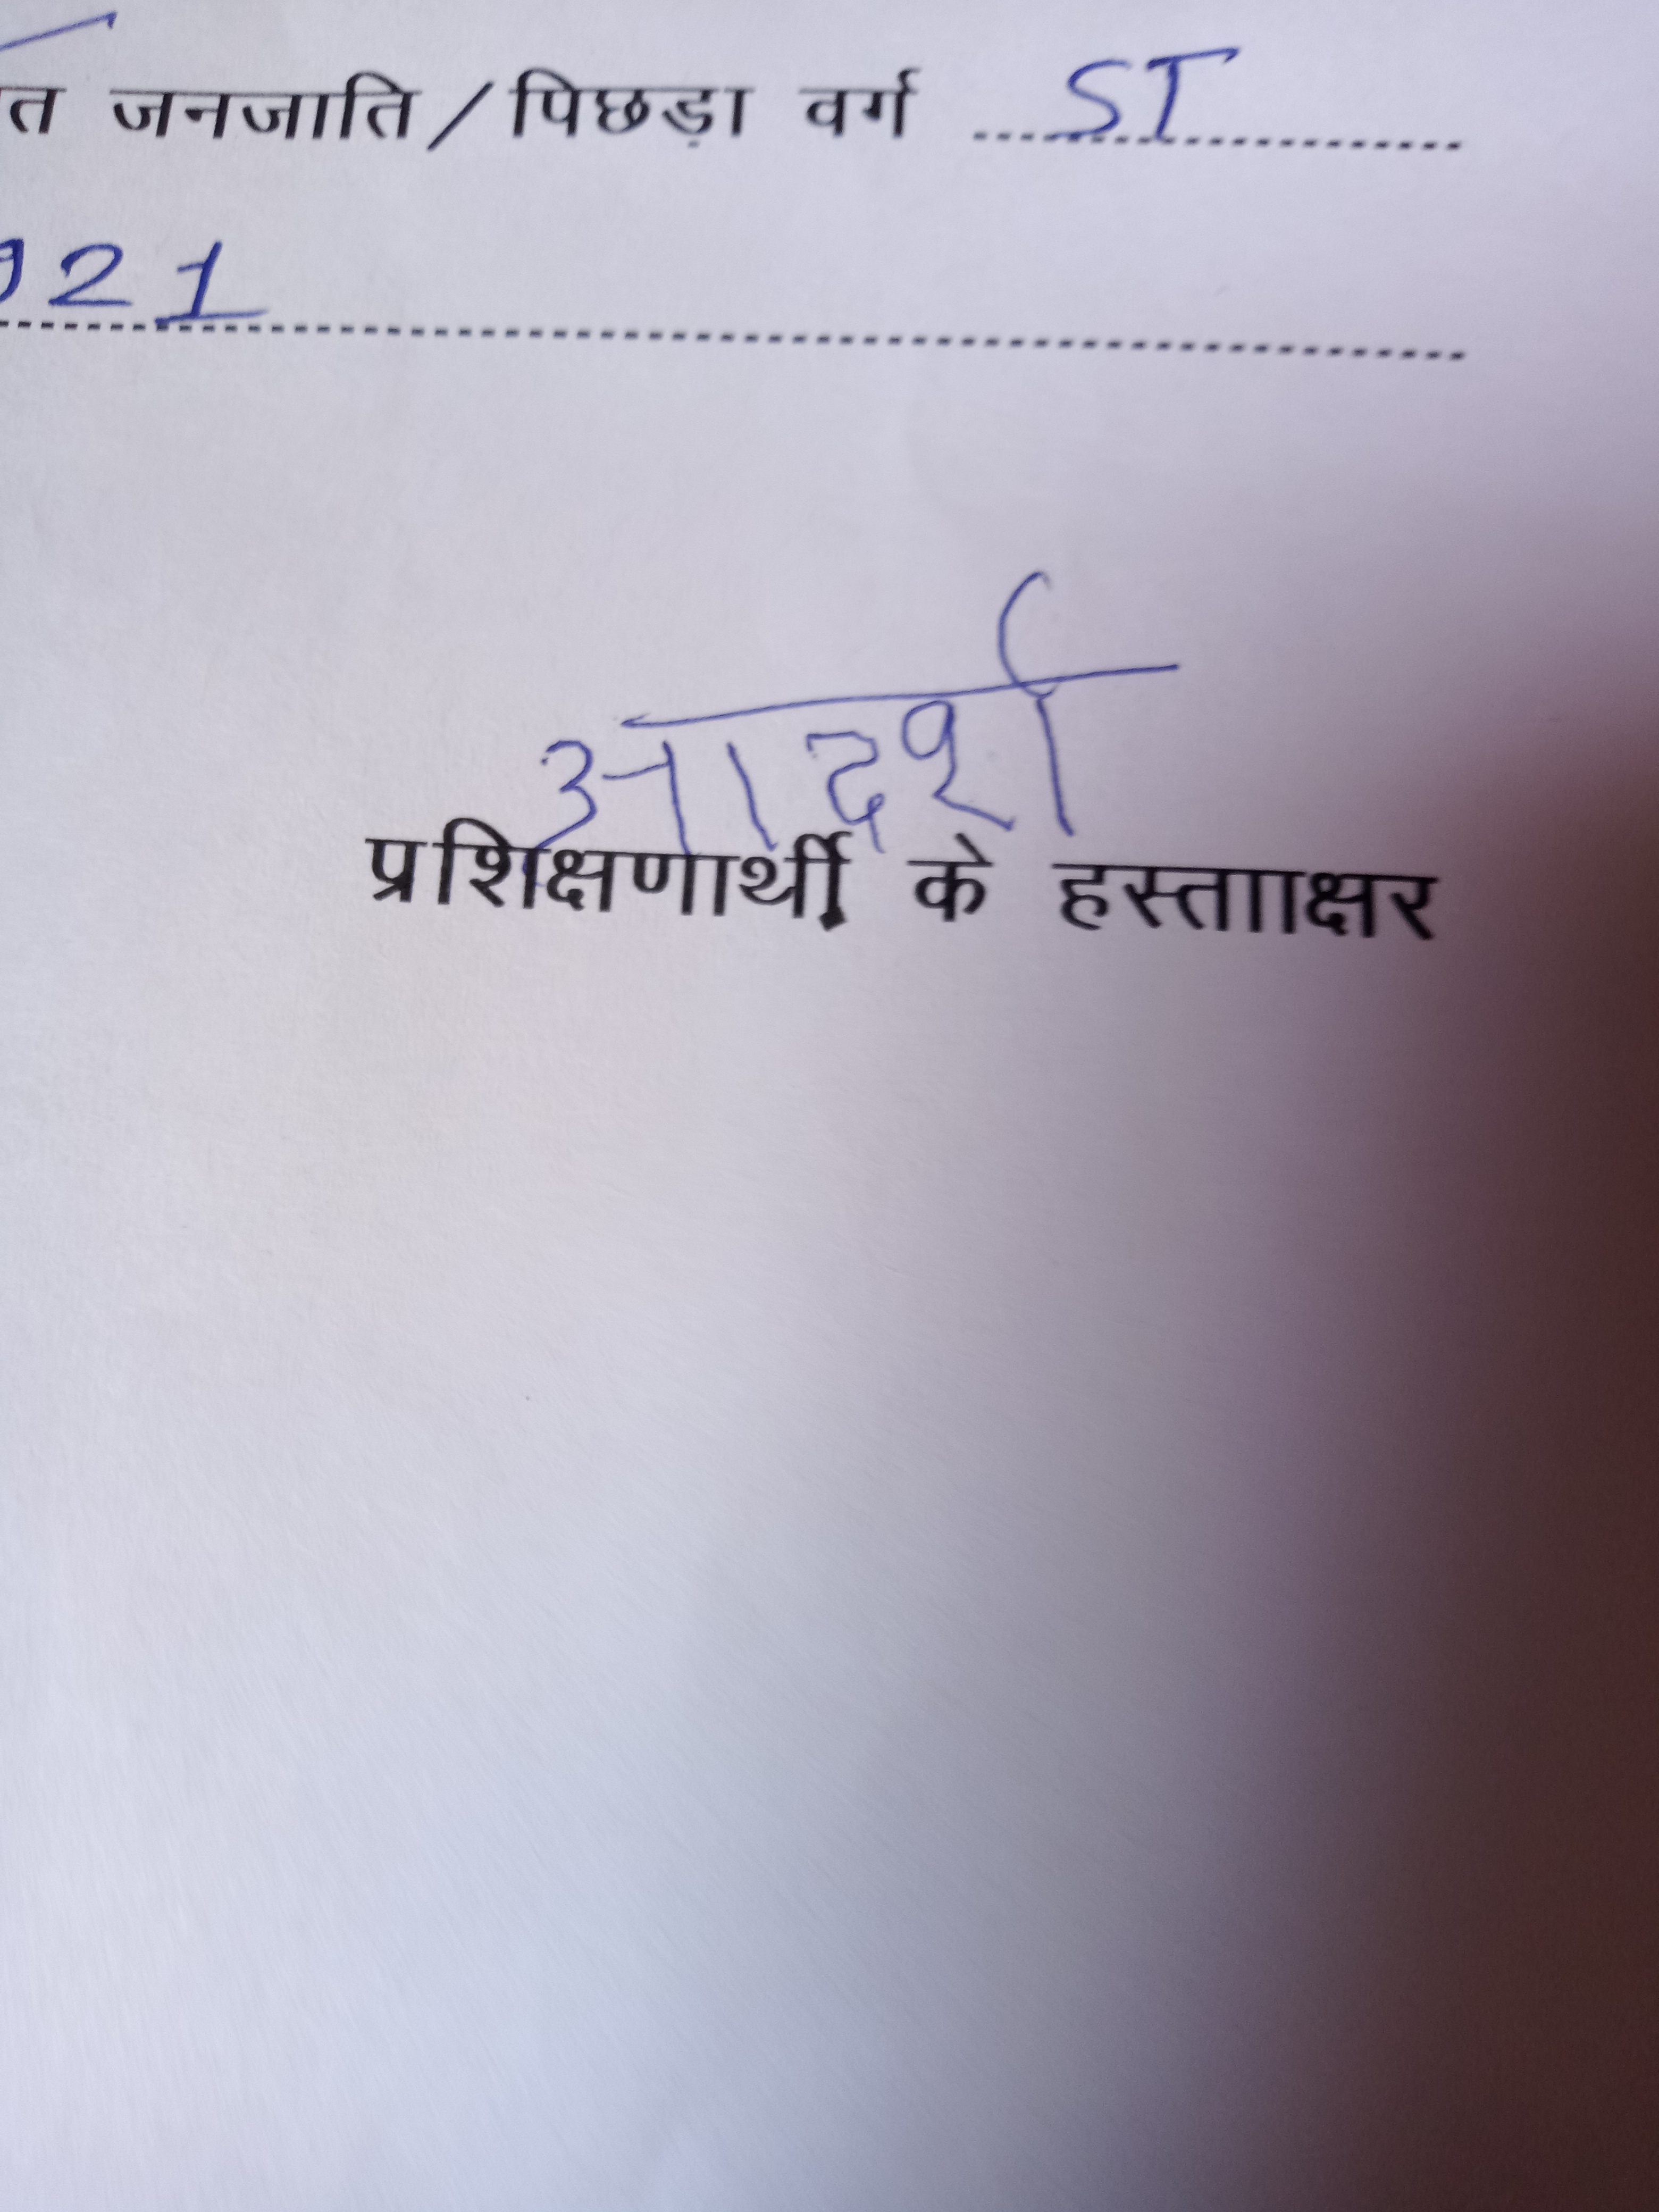 त जनजाति / पिछड़ा वर्ग ST
21
आदर्श
प्रशिक्षणार्थी के हस्तााक्षर